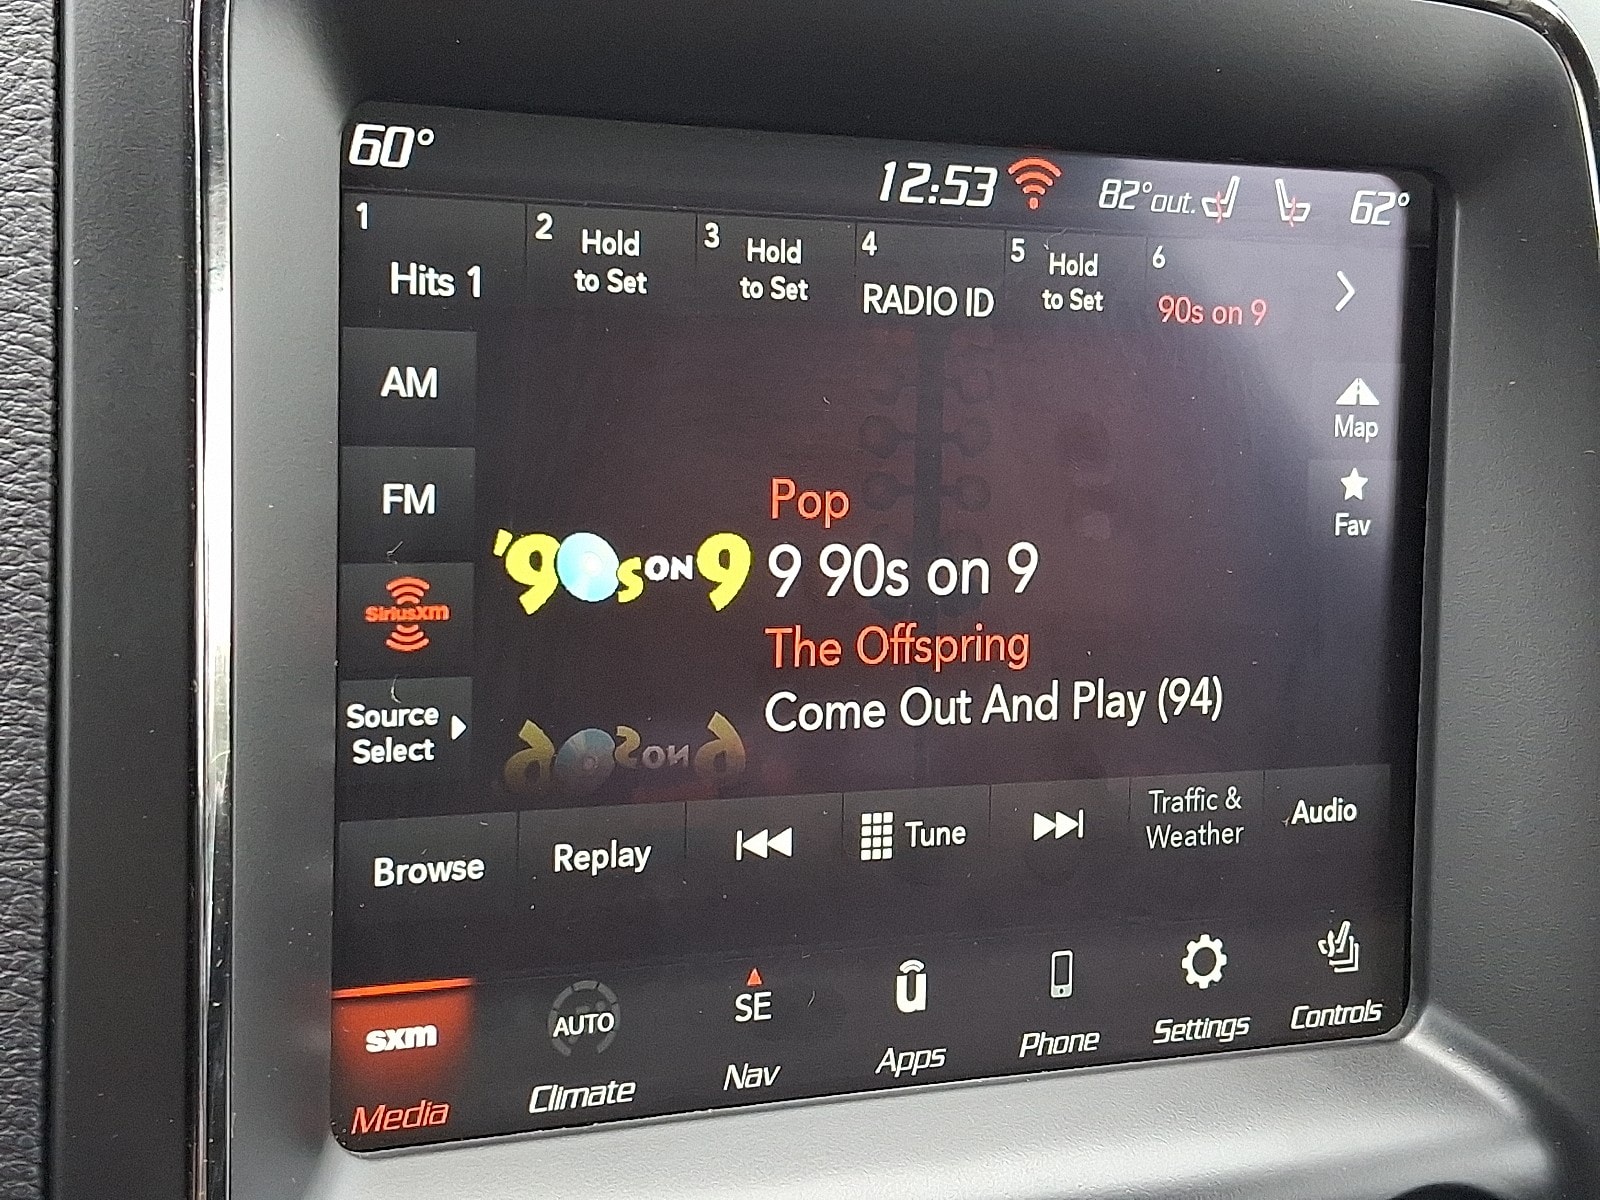 60°
12:53
82°out.
62°
1
Hits 1
2
Hold
to Set
3
Hold
to Set
4
RADIO ID
5
Hold
to Set
6
90s on 9
AM
FM
SiriusXM
Source
Select
Map
Fav
'90s ON 9
Pop
9 90s on 9
The Offspring
Come Out And Play (94)
Browse
Replay
Tune
Traffic &
Weather
Audio
sxm
Media
AUTO
Climate
SE
Nav
u
Apps
Phone
Settings
Controls